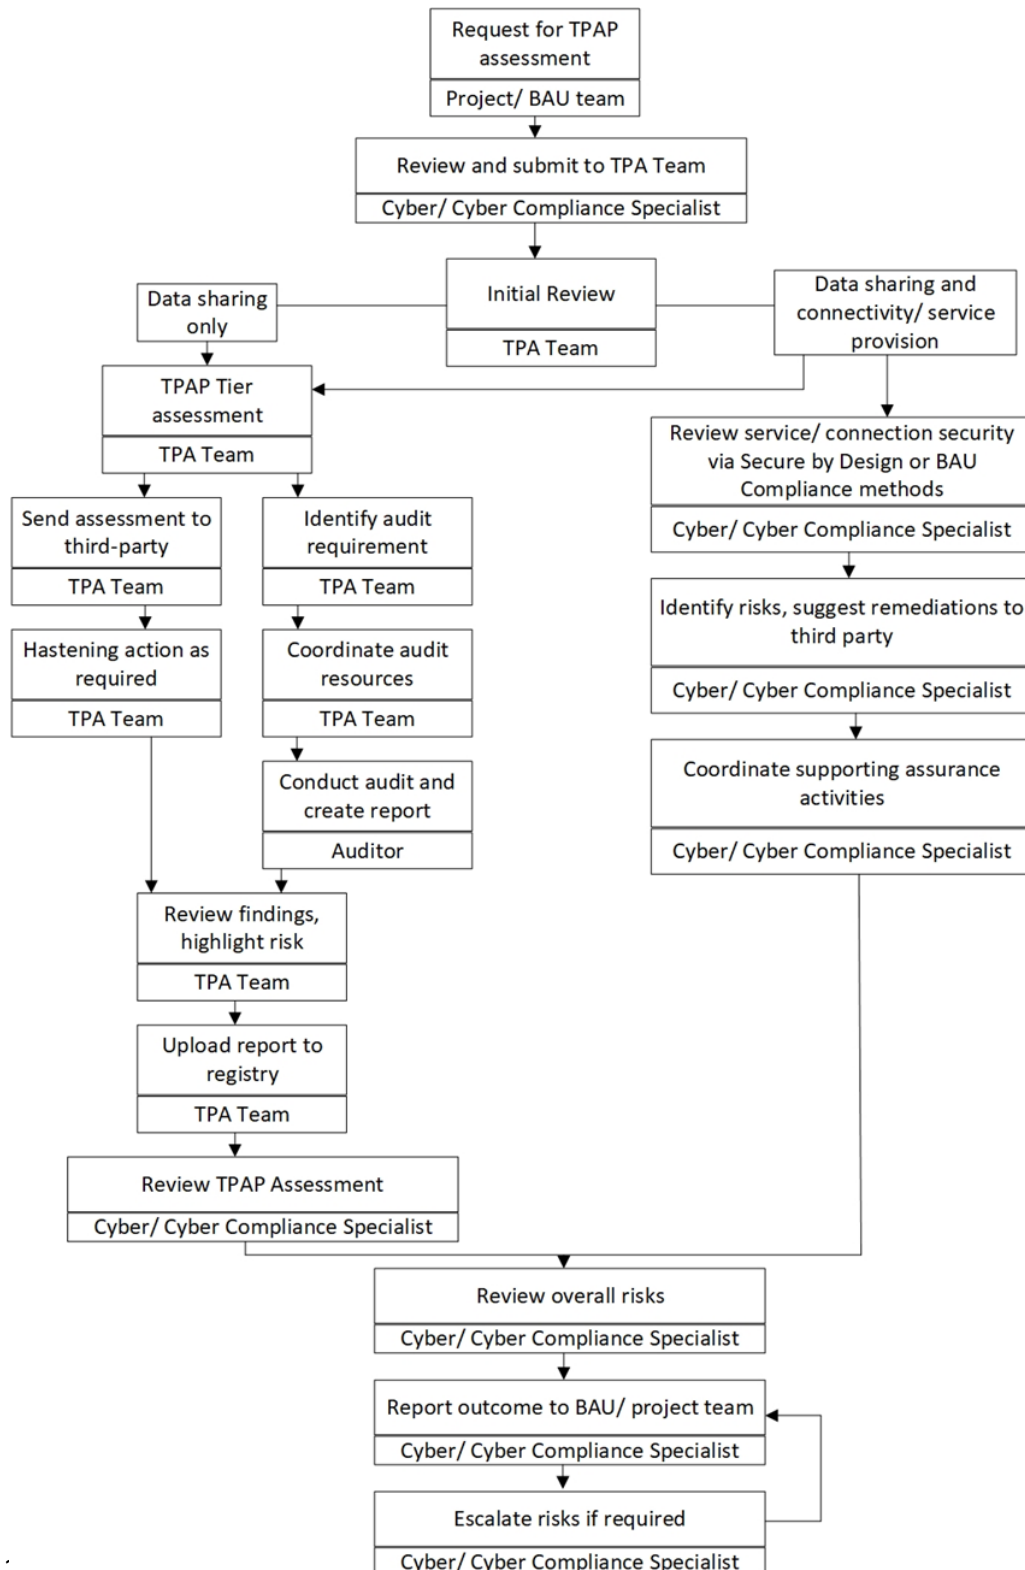 Request for TPAP
assessment
Project/ BAU team
Review and submit to TPA Team
Cyber/ Cyber Compliance Specialist
Initial Review
TPA Team
Data sharing
only
Data sharing and
connectivity/ service
provision
TPAP Tier
assessment
TPA Team
Review service/ connection security
via Secure by Design or BAU
Compliance methods
Cyber/ Cyber Compliance Specialist
Send assessment to
third-party
TPA Team
Identify audit
requirement
TPA Team
Identify risks, suggest remediations to
third party
Cyber/ Cyber Compliance Specialist
Hastening action as
required
TPA Team
Coordinate audit
resources
TPA Team
Coordinate supporting assurance
activities
Cyber/ Cyber Compliance Specialist
Conduct audit and
create report
Auditor
Review findings,
highlight risk
TPA Team
Upload report to
registry
TPA Team
Review TPAP Assessment
Cyber/ Cyber Compliance Specialist
Review overall risks
Cyber/ Cyber Compliance Specialist
Report outcome to BAU/ project team
Cyber/ Cyber Compliance Specialist
Escalate risks if required
Cyber/ Cyber Compliance Specialist